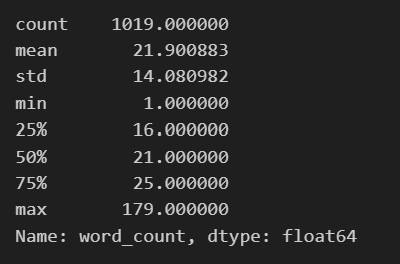 count    1019.000000
mean       21.900883
std        14.080982
min         1.000000
25%        16.000000
50%        21.000000
75%        25.000000
max       179.000000
Name: word_count, dtype: float64